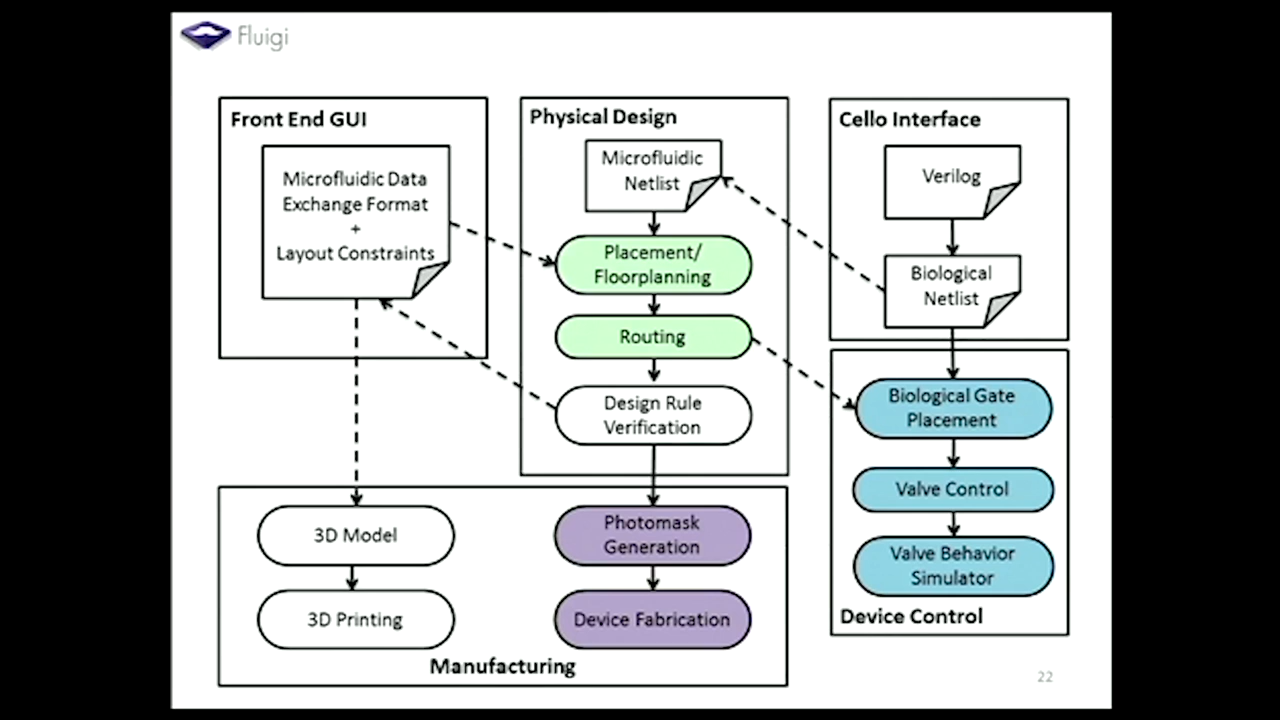 Fluigi
Front End GUI
Microfluidic Data
Exchange Format
+
Layout Constraints
Physical Design
Microfluidic
Netlist
Placement/
Floorplanning
Routing
Design Rule
Verification
Cello Interface
Verilog
Biological
Netlist
Biological Gate
Placement
Valve Control
Valve Behavior
Simulator
Device Control
3D Model
3D Printing
Photomask
Generation
Device Fabrication
Manufacturing
22